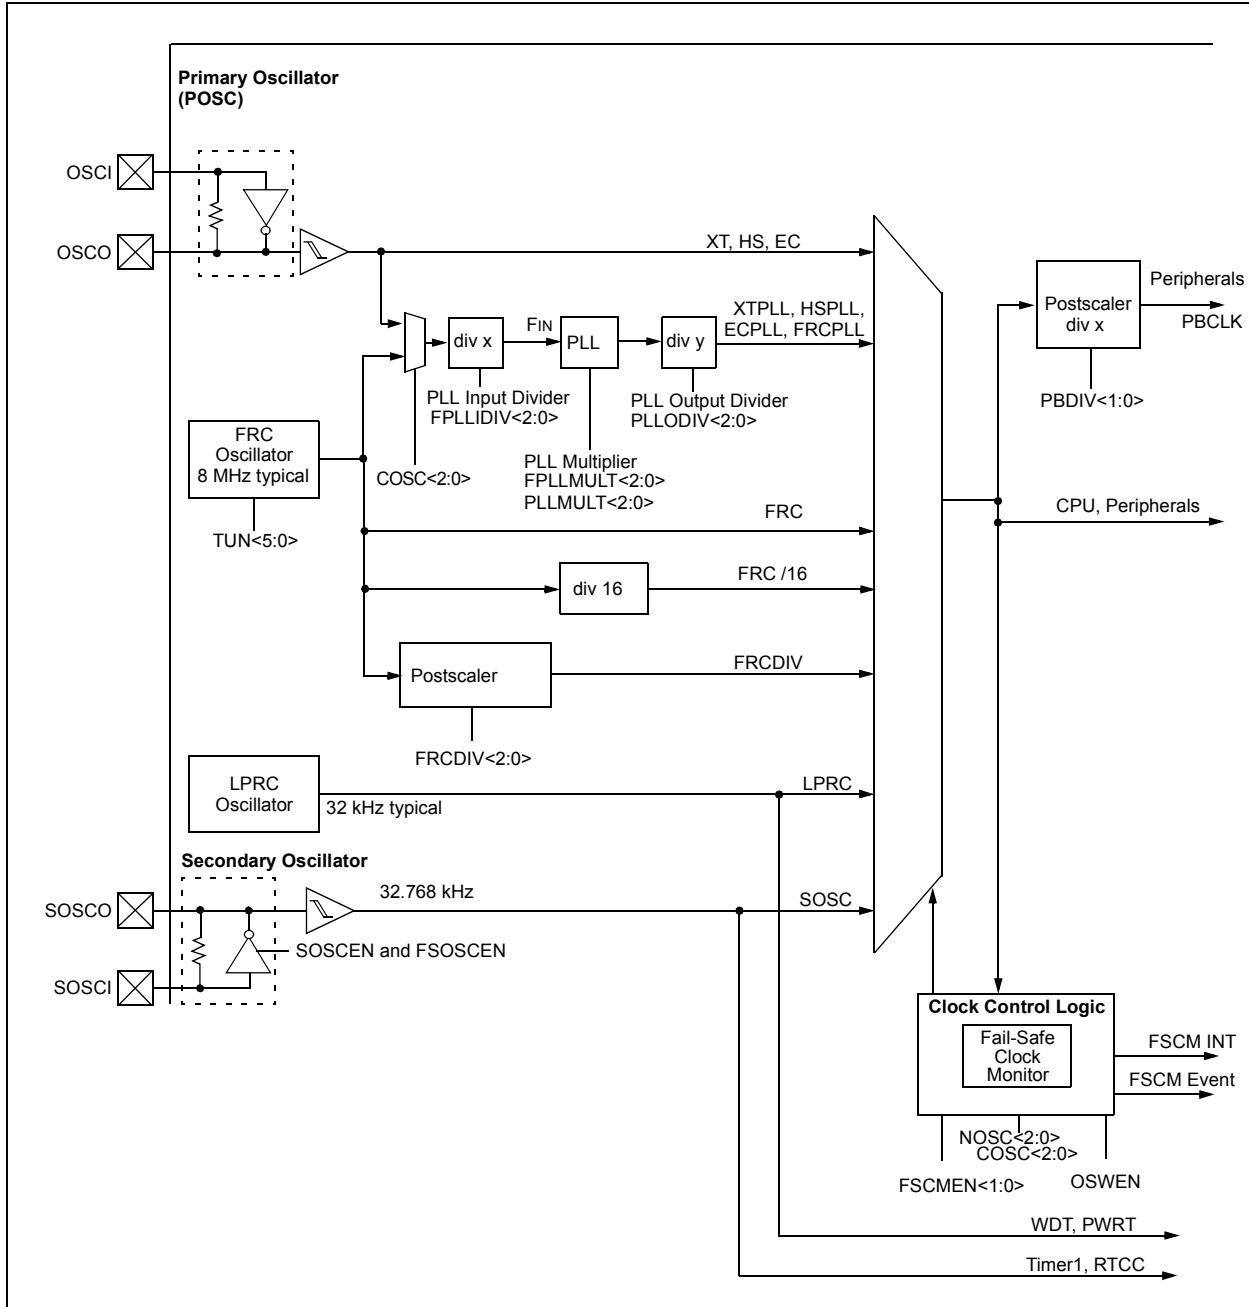 Primary Oscillator
(POSC)
OSCI
OSCO
XT, HS, EC
Peripherals
Postscaler
div x
PBCLK
PBDIV<1:0>
XTPLL, HSPLL,
ECPLL, FRCPLL
div x
FIN
PLL
div y
PLL Input Divider
FPLLIDIV<2:0>
PLL Output Divider
PLLODIV<2:0>
FRC
Oscillator
8 MHz typical
COSC<2:0>
PLL Multiplier
FPLLMULT<2:0>
PLLMULT<2:0>
TUN<5:0>
FRC
CPU, Peripherals
div 16
FRC /16
Postscaler
FRCDIV
FRCDIV<2:0>
LPRC
Oscillator
32 kHz typical
LPRC
Secondary Oscillator
SOSCO
32.768 kHz
SOSC
SOSCEN and FSOSCEN
SOSCI
Clock Control Logic
Fail-Safe
Clock
Monitor
FSCM INT
FSCM Event
NOSC<2:0>
COSC<2:0>
FSCMEN<1:0>
OSWEN
WDT, PWRT
Timer1, RTCC